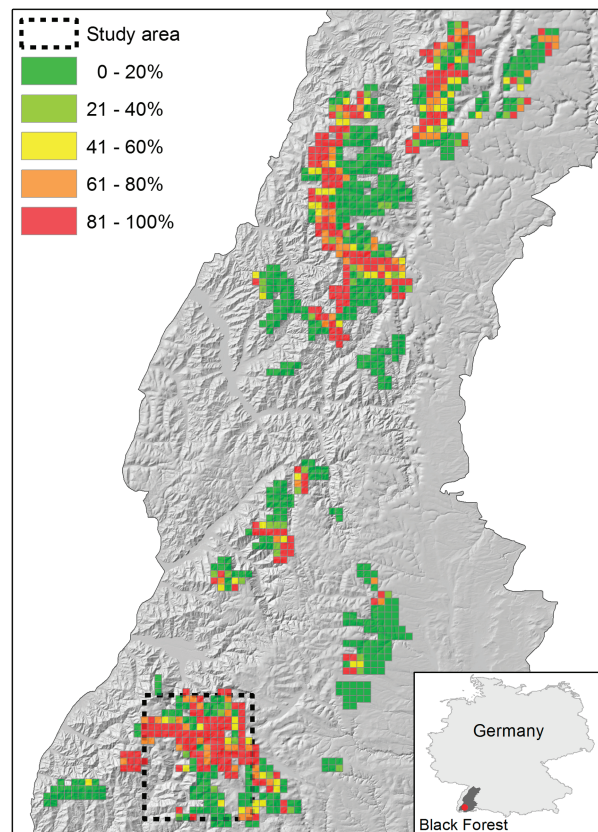 Study area
0 - 20%
21 - 40%
41 - 60%
61 - 80%
81 - 100%
Germany
Black Forest